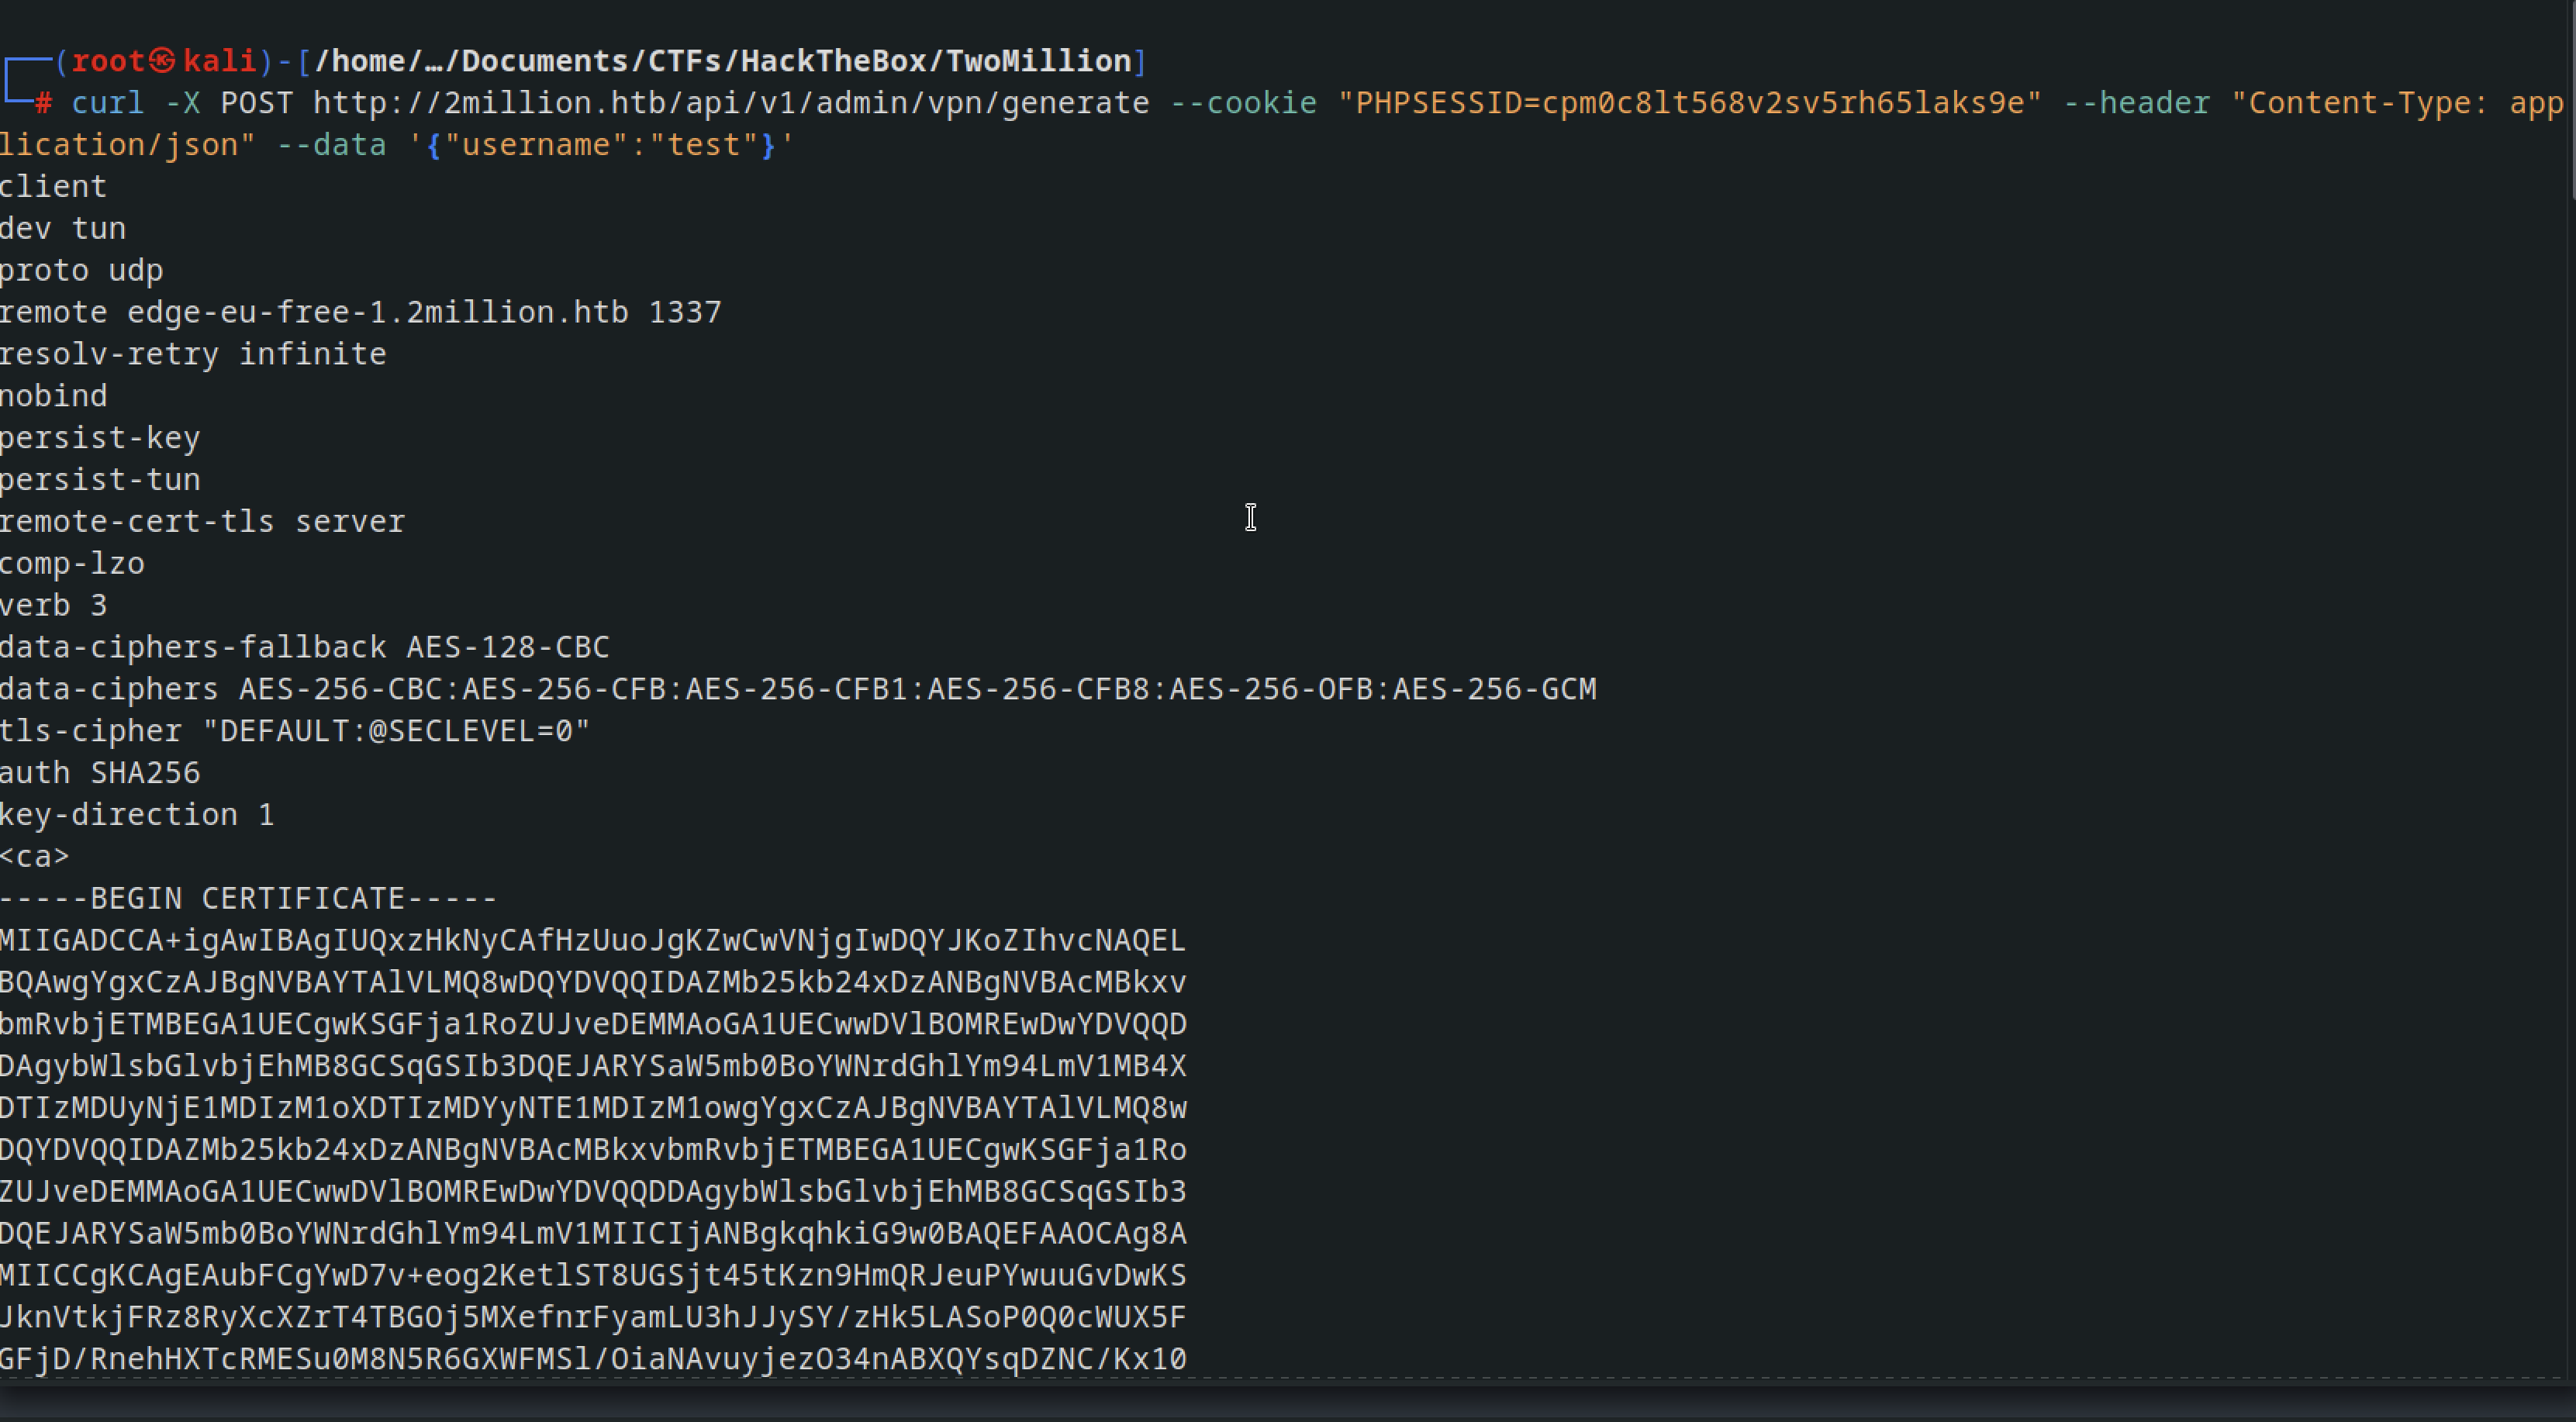 (root㉿kali)-[/home/…/Documents/CTFs/HackTheBox/TwoMillion]
# curl -X POST http://2million.htb/api/v1/admin/vpn/generate --cookie "PHPSESSID=cpm0c8lt568v2sv5rh65laks9e" --header "Content-Type: app
lication/json" --data '{"username":"test"}'
client
dev tun
proto udp
remote edge-eu-free-1.2million.htb 1337
resolv-retry infinite
nobind
persist-key
persist-tun
remote-cert-tls server
comp-lzo
verb 3
data-ciphers-fallback AES-128-CBC
data-ciphers AES-256-CBC:AES-256-CFB:AES-256-CFB1:AES-256-CFB8:AES-256-OFB:AES-256-GCM
tls-cipher "DEFAULT:@SECLEVEL=0"
auth SHA256
key-direction 1
<ca>
-----BEGIN CERTIFICATE-----
MIIGADCCA+igAwIBAgIUQxzHkNyCAfHzUuoJgKZwCwVNjgIwDQYJKoZIhvcNAQEL
BQAwgYgxCzAJBgNVBAYTAlVLMQ8wDQYDVQQIDAZMb25kb24xDzANBgNVBAcMBkxv
bmRvbjETMBEGA1UECgwKSGFja1RoZUJveDEMMAoGA1UECwwDVlBOMREwDwYDVQQD
DAgybWlsbGlvbjEhMB8GCSqGSIb3DQEJARYSaW5mb0BoYWNrdGhlYm94LmV1MB4X
DTIzMDUyNjE1MDIzM1oXDTIzMDYyNTE1MDIzM1owgYgxCzAJBgNVBAYTAlVLMQ8w
DQYDVQQIDAZMb25kb24xDzANBgNVBAcMBkxvbmRvbjETMBEGA1UECgwKSGFja1Ro
ZUJveDEMMAoGA1UECwwDVlBOMREwDwYDVQQDDAgybWlsbGlvbjEhMB8GCSqGSIb3
DQEJARYSaW5mb0BoYWNrdGhlYm94LmV1MIICIjANBgkqhkiG9w0BAQEFAAOCAg8A
MIICCgKCAgEAubFCgYwD7v+eog2KetlST8UGSjt45tKzn9HmQRJeuPYwuuGvDwKS
JknVtkjFRz8RyXcXZrT4TBGOj5MXefnrFyamLU3hJJySY/zHk5LASoP0Q0cWUX5F
GFjD/RnehHXTcRMESu0M8N5R6GXWFMSl/OiaNAvuyjezO34nABXQYsqDZNC/Kx10